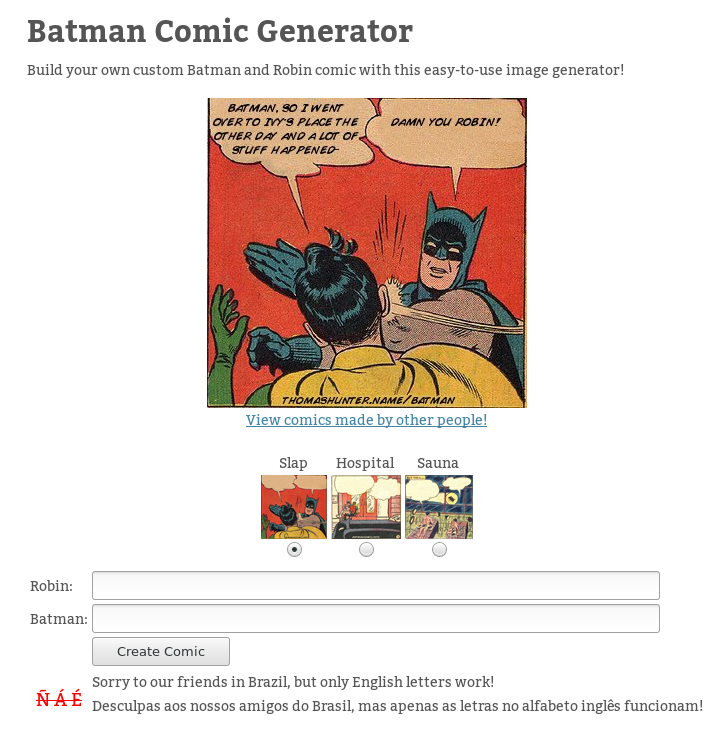 Batman Comic Generator
Build your own custom Batman and Robin comic with this easy-to-use image generator!
BATMAN, SO I WENT
OVER TO IVY'S PLACE THE
OTHER DAY AND A LOT OF
STUFF HAPPENED-
DAMN YOU ROBIN!
THOMASHUNTER.NAME/BATMAN
View comics made by other people!
Slap Hospital Sauna
Robin:
Batman:
Create Comic
Sorry to our friends in Brazil, but only English letters work!
Ñ Á É
Desculpas aos nossos amigos do Brasil, mas apenas as letras no alfabeto inglês funcionam!